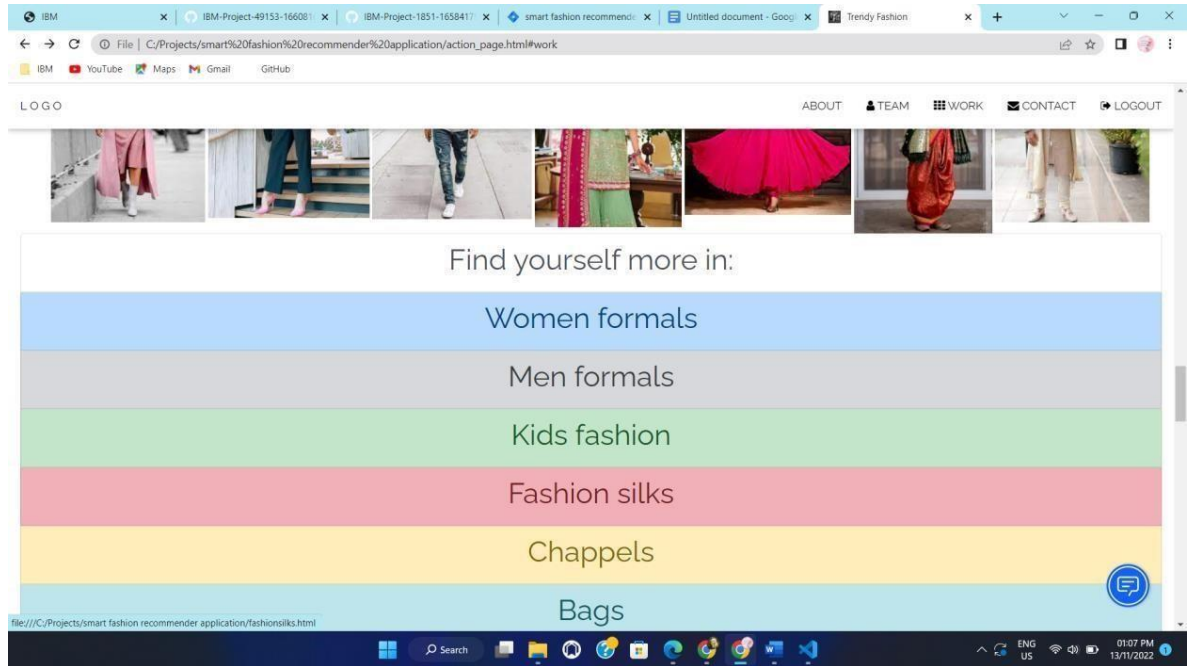 IBM
IBM-Project-49153-166081
IBM-Project-1851-1658417
smart fashion recommende
Untitled document - Googl
Trendy Fashion
File | C:/Projects/smart%20fashion%20recommender%20application/action_page.html#work
IBM YouTube Maps Gmail GitHub
LOGO ABOUT TEAM WORK CONTACT LOGOUT
Find yourself more in:
Women formals
Men formals
Kids fashion
Fashion silks
Chappels
Bags
file:///C:/Projects/smart fashion recommender application/fashionsilks.html
Search
ENG
US
01:07 PM
13/11/2022
1